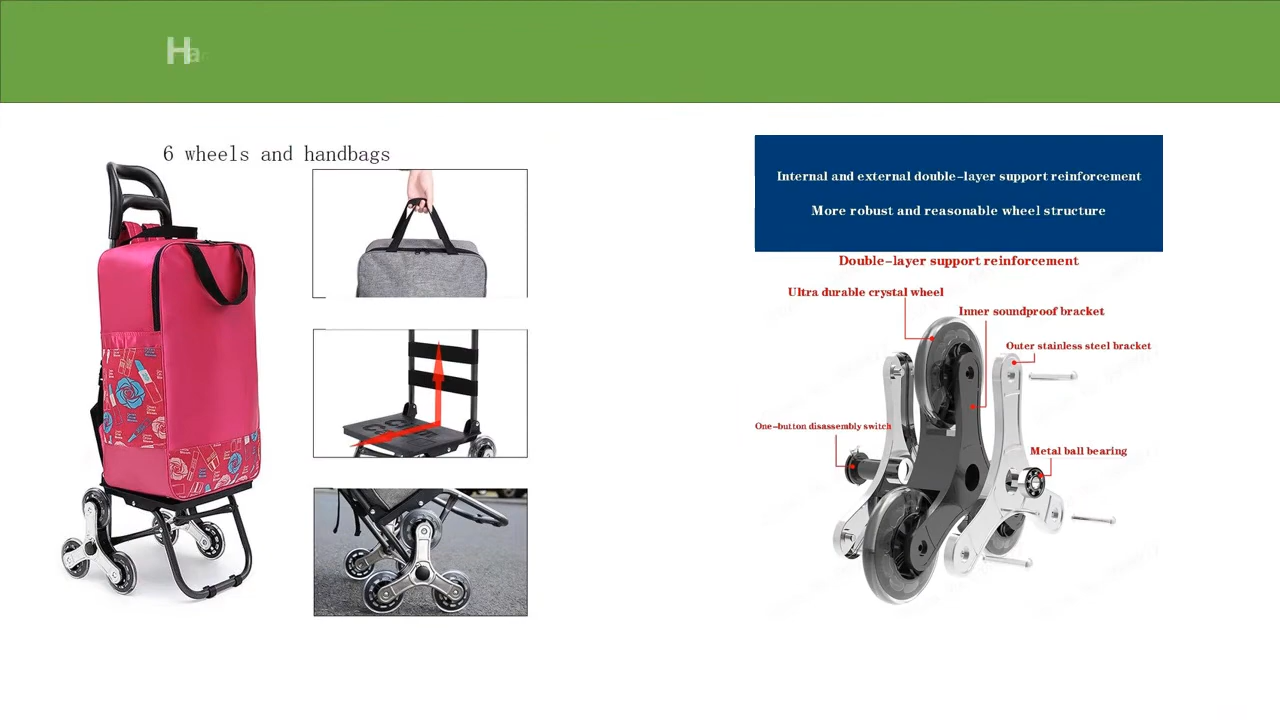 Ha
6 wheels and handbags
Internal and external double-layer support reinforcement
More robust and reasonable wheel structure
Double-layer support reinforcement
Ultra durable crystal wheel
Inner soundproof bracket
Outer stainless steel bracket
One-button disassembly switch
Metal ball bearing